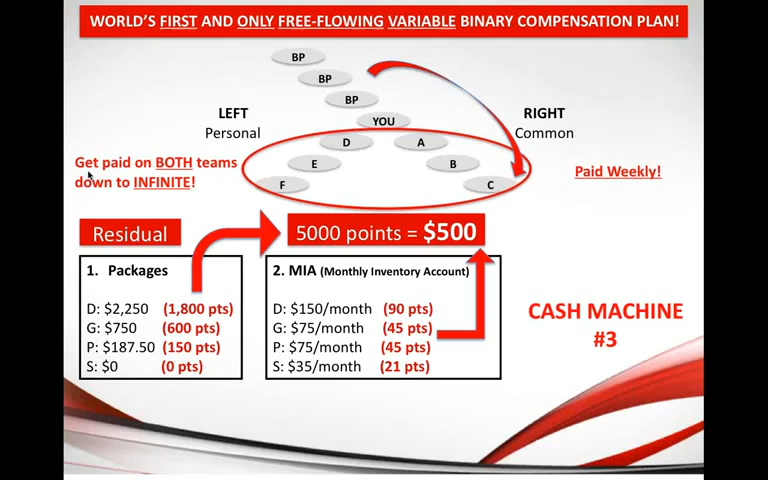 WORLD'S FIRST AND ONLY FREE-FLOWING VARIABLE BINARY COMPENSATION PLAN!
BP
BP
BP
LEFT
Personal
YOU
RIGHT
Common
D
A
E
B
F
C
Get paid on BOTH teams
down to INFINITE!
Paid Weekly!
Residual
5000 points = $500
1. Packages
D: $2,250 (1,800 pts)
G: $750 (600 pts)
P: $187.50 (150 pts)
S: $0 (0 pts)
2. MIA (Monthly Inventory Account)
D: $150/month (90 pts)
G: $75/month (45 pts)
P: $75/month (45 pts)
S: $35/month (21 pts)
CASH MACHINE
#3